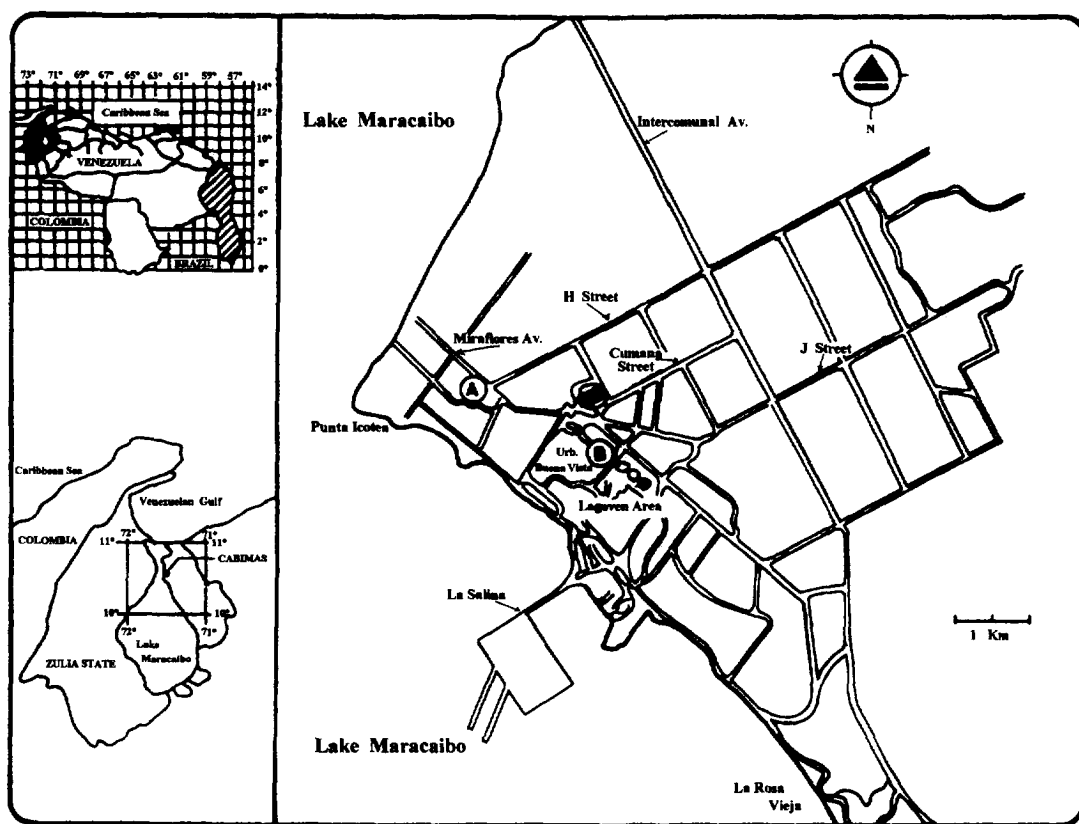 73° 71° 69° 67° 65° 63° 61° 59° 57°
14°
12°
10°
8°
6°
4°
2°
0°
Caribbean Sea
VENEZUELA
COLOMBIA
BRAZIL
Caribbean Sea
Venezuelan Gulf
COLOMBIA
72°
71°
11°
11°
CABIMAS
10°
10°
72°
71°
Lake
Maracaibo
ZULIA STATE
Lake Maracaibo
Intercomunal Av.
N
H Street
Miraflores Av.
Cumana
Street
J Street
A
Punta Icotea
Urb.
Buena Vista
B
Lagoven Area
La Salina
1 Km
Lake Maracaibo
La Rosa
Vieja